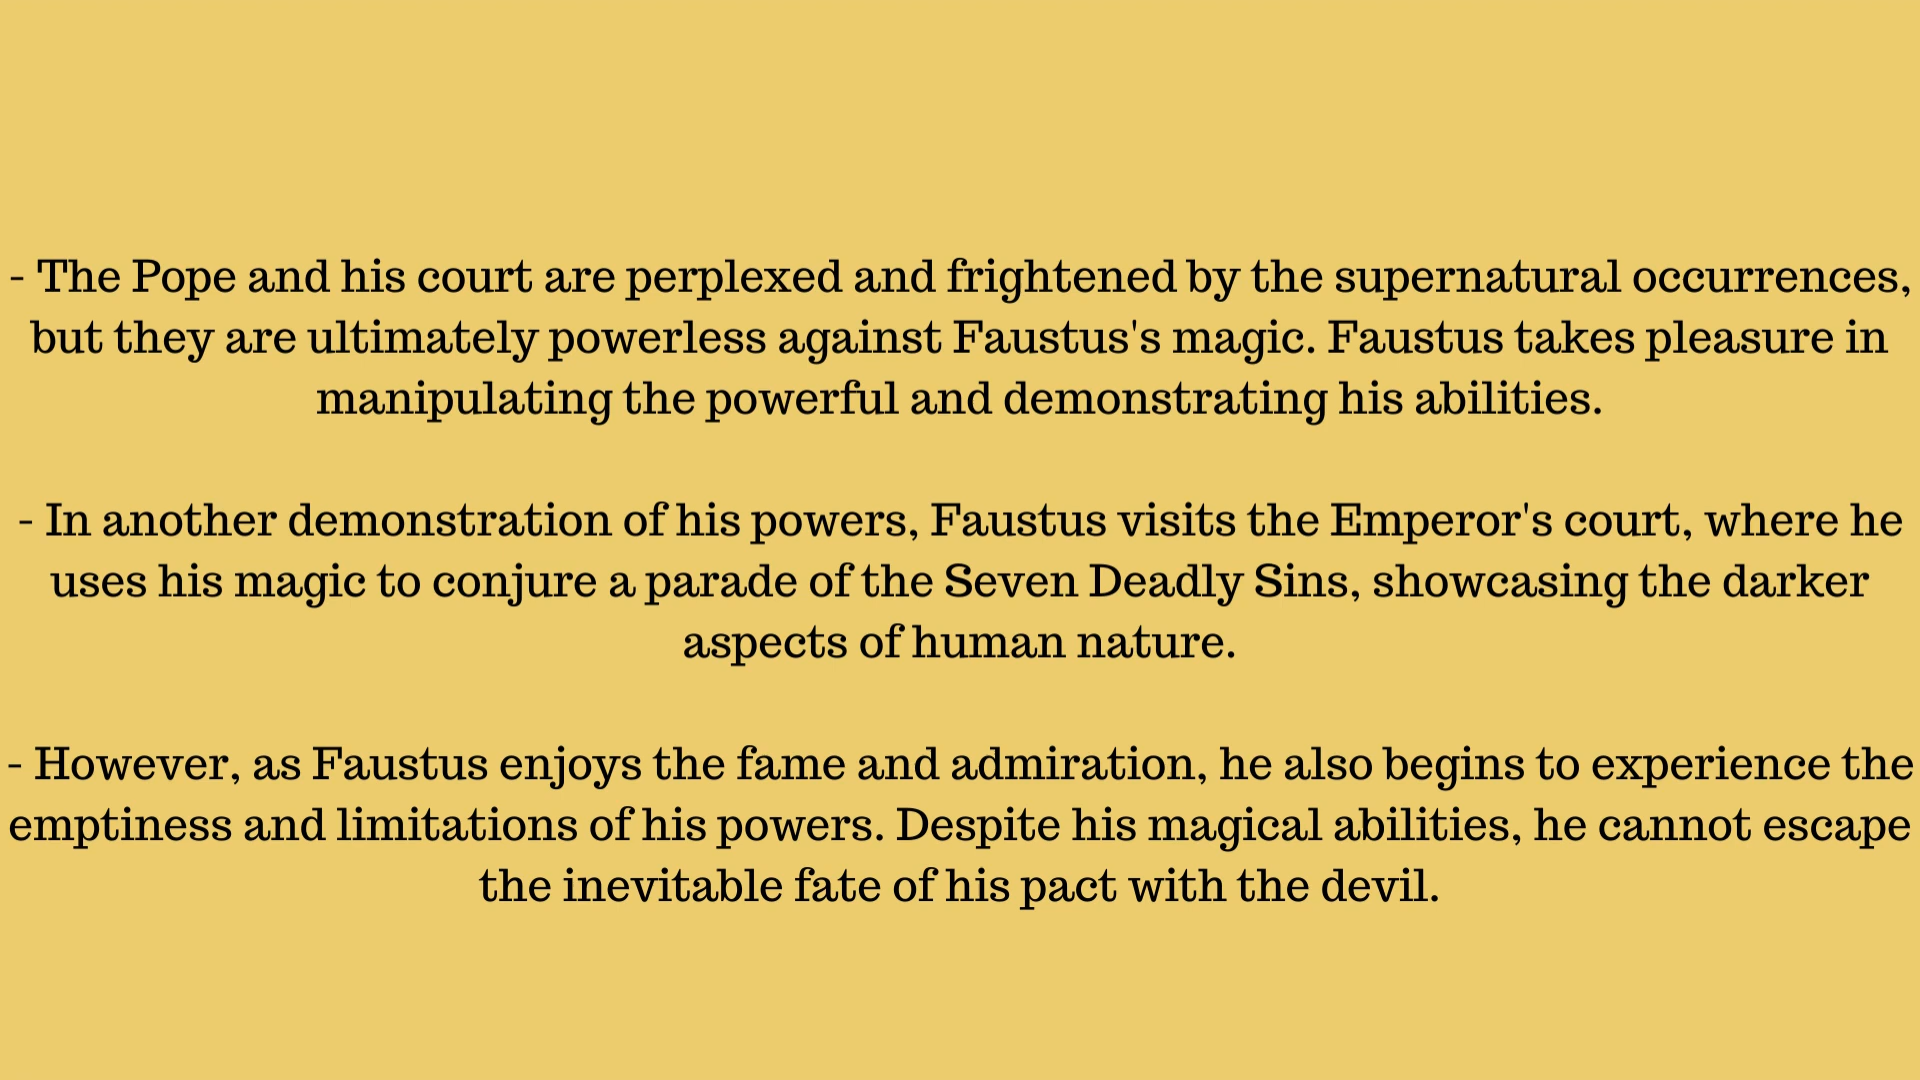 - The Pope and his court are perplexed and frightened by the supernatural occurrences,
but they are ultimately powerless against Faustus's magic. Faustus takes pleasure in
manipulating the powerful and demonstrating his abilities.
- In another demonstration of his powers, Faustus visits the Emperor's court, where he
uses his magic to conjure a parade of the Seven Deadly Sins, showcasing the darker
aspects of human nature.
- However, as Faustus enjoys the fame and admiration, he also begins to experience the
emptiness and limitations of his powers. Despite his magical abilities, he cannot escape
the inevitable fate of his pact with the devil.